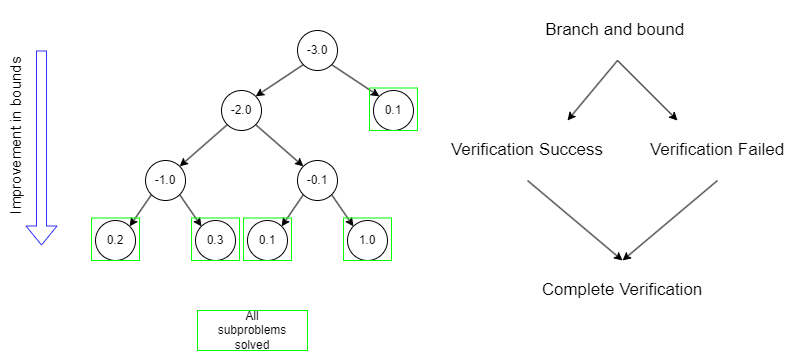 Improvement in bounds
-3.0
-2.0
0.1
-1.0
-0.1
0.2
0.3
0.1
1.0
All
subproblems
solved
Branch and bound
Verification Success
Verification Failed
Complete Verification